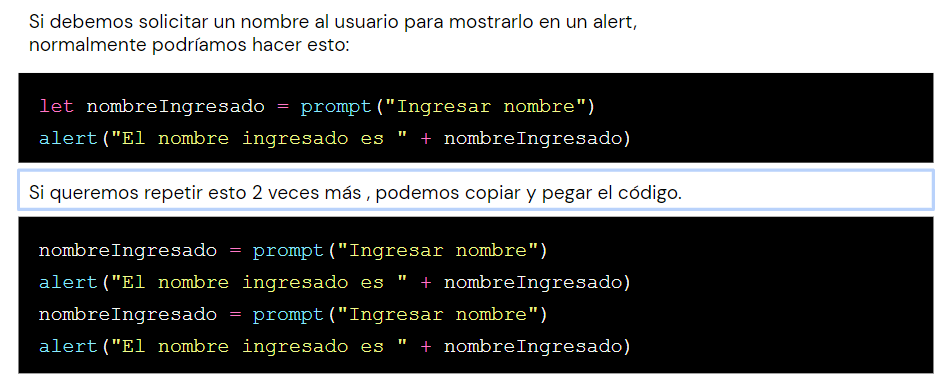 Si debemos solicitar un nombre al usuario para mostrarlo en un alert,
normalmente podríamos hacer esto:
let nombreIngresado = prompt("Ingresar nombre")
alert("El nombre ingresado es " + nombreIngresado)
Si queremos repetir esto 2 veces más , podemos copiar y pegar el código.
nombreIngresado = prompt("Ingresar nombre")
alert("El nombre ingresado es " + nombreIngresado)
nombreIngresado = prompt("Ingresar nombre")
alert("El nombre ingresado es " + nombreIngresado)